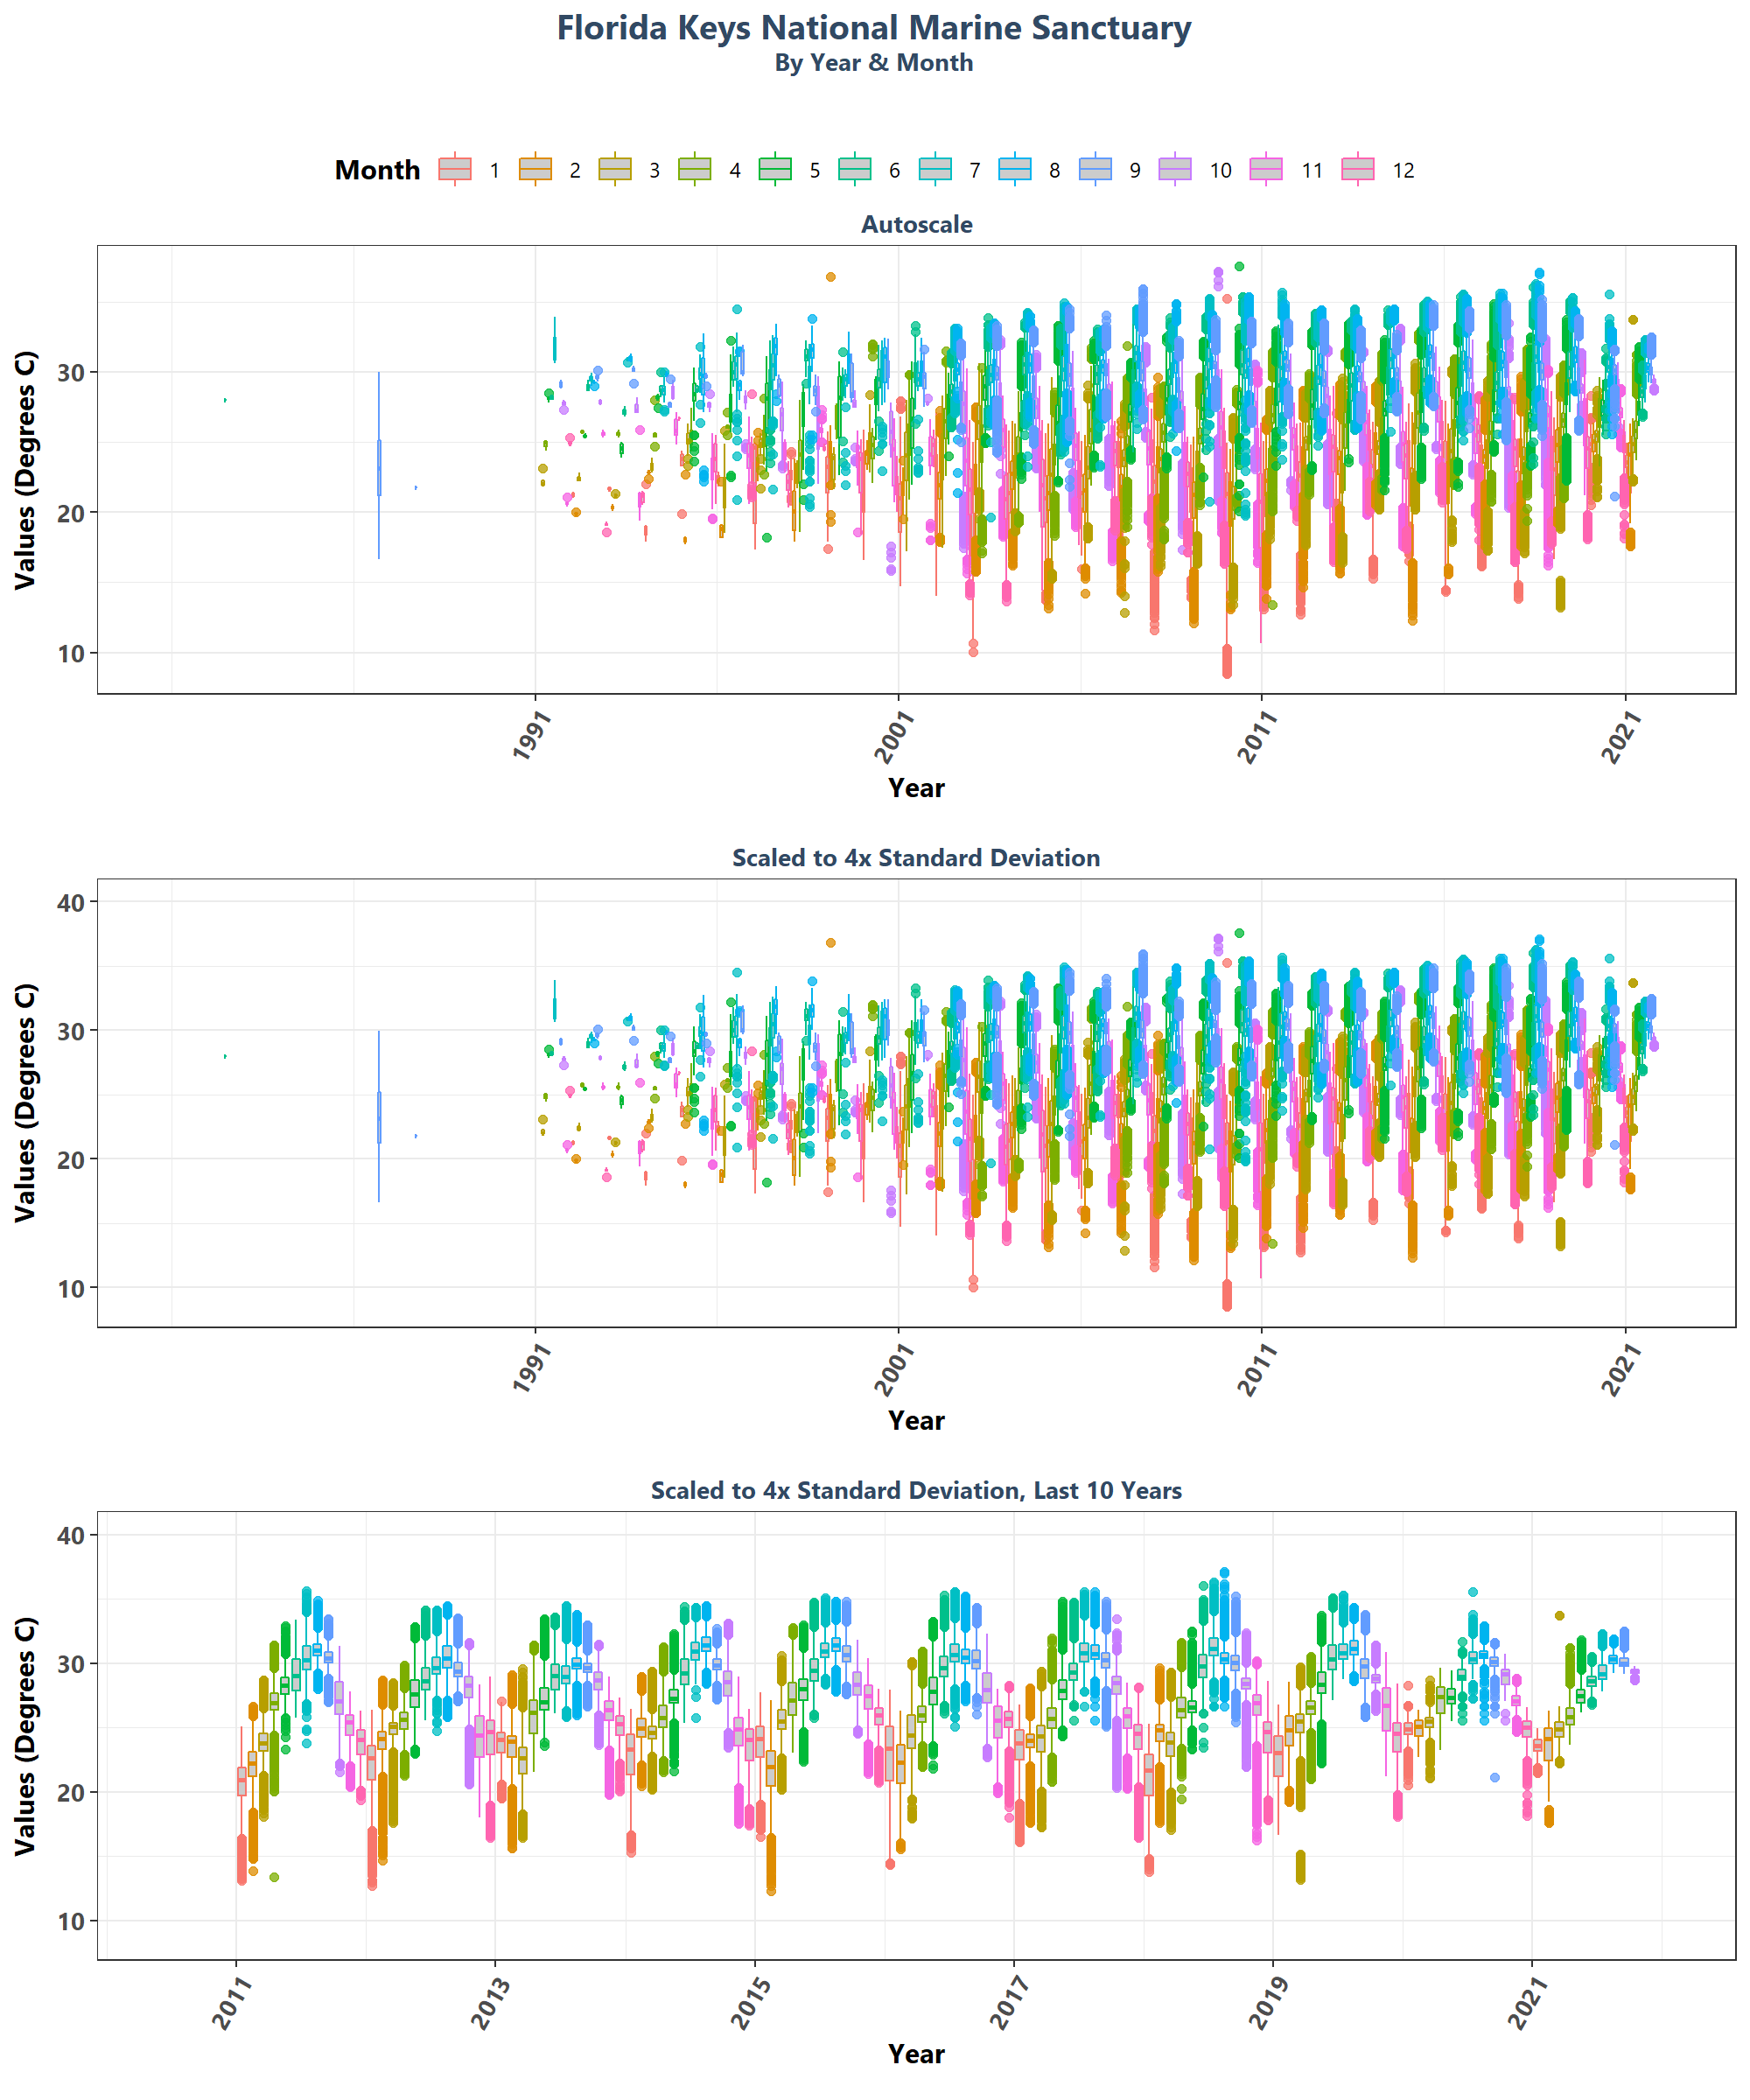 Florida Keys National Marine Sanctuary
By Year & Month
Month 1 2 3 4 5 6 7 8 9 10 11 12
Autoscale
Values (Degrees C)
30
20
10
1991 2001 2011 2021
Year
Scaled to 4x Standard Deviation
Values (Degrees C)
40
30
20
10
1991 2001 2011 2021
Year
Scaled to 4x Standard Deviation, Last 10 Years
Values (Degrees C)
40
30
20
10
2011 2013 2015 2017 2019 2021
Year